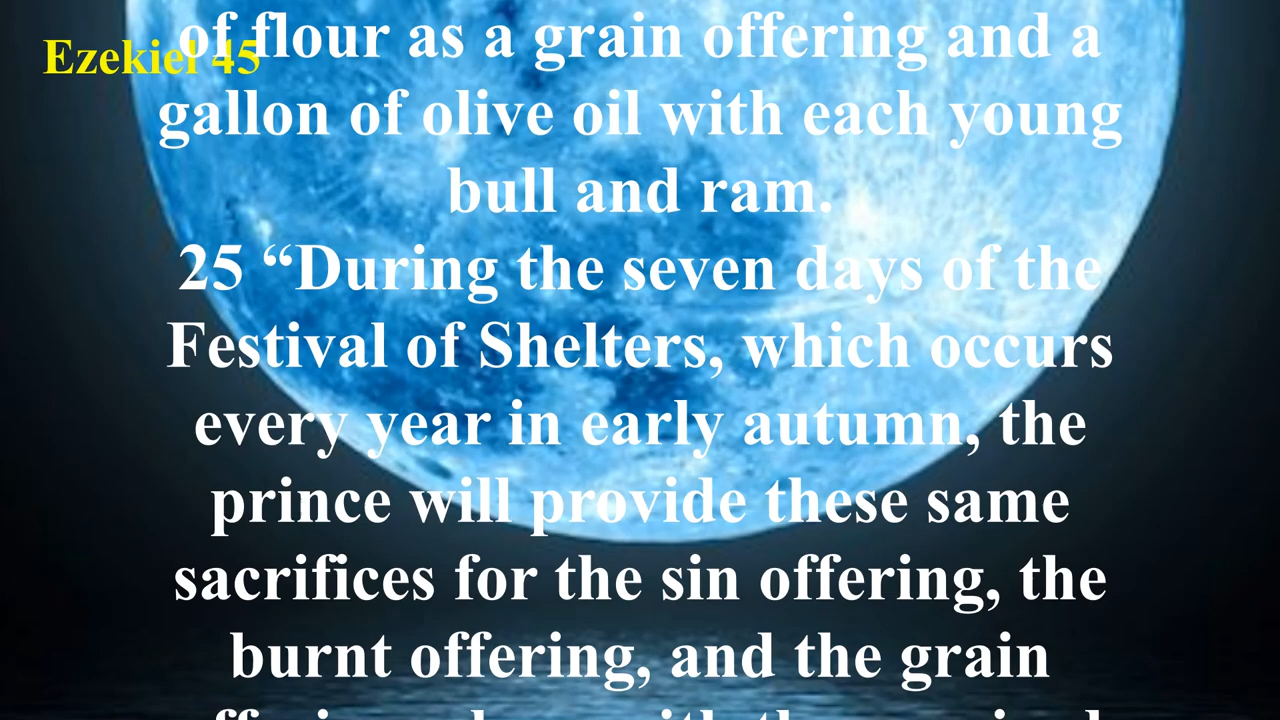 Ezekiel 45
of flour as a grain offering and a
gallon of olive oil with each young
bull and ram.
25 “During the seven days of the
Festival of Shelters, which occurs
every year in early autumn, the
prince will provide these same
sacrifices for the sin offering, the
burnt offering, and the grain